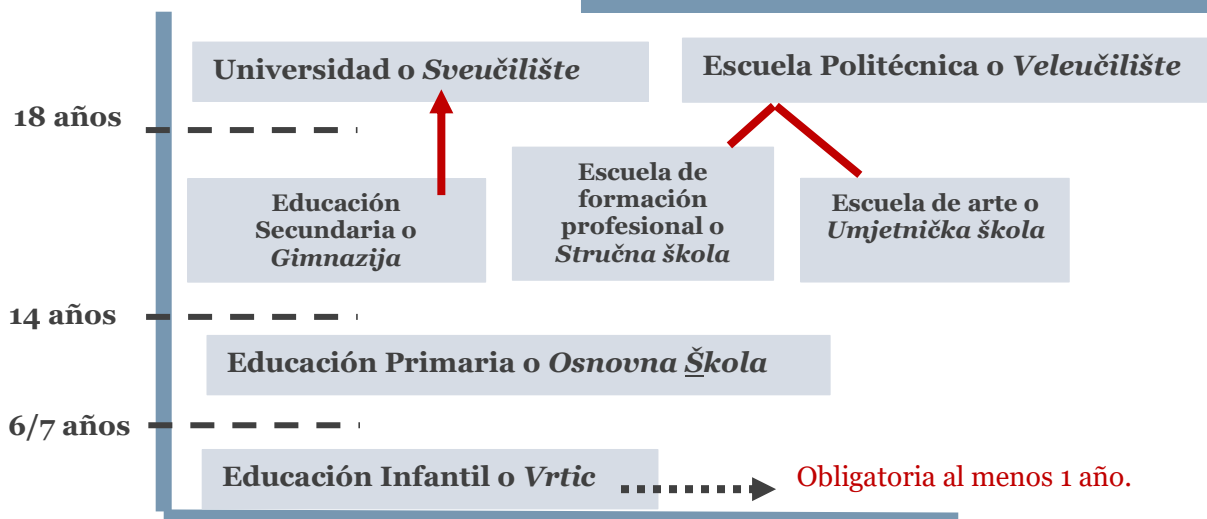 Universidad o Sveučilište
Escuela Politécnica o Veleučilište
18 años
Educación
Secundaria o
Gimnazija
Escuela de
formación
profesional o
Stručna škola
Escuela de arte o
Umjetnička škola
14 años
Educación Primaria o Osnovna Škola
6/7 años
Educación Infantil o Vrtic
Obligatoria al menos 1 año.